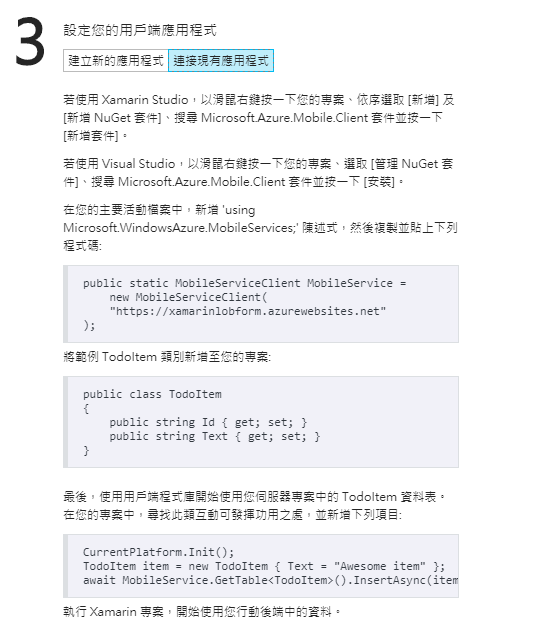 3
設定您的用戶端應用程式
建立新的應用程式 連接現有應用程式
若使用 Xamarin Studio，以滑鼠右鍵按一下您的專案、依序選取 [新增] 及
[新增 NuGet 套件]、搜尋 Microsoft.Azure.Mobile.Client 套件並按一下
[新增套件]。
若使用 Visual Studio，以滑鼠右鍵按一下您的專案、選取 [管理 NuGet 套
件]、搜尋 Microsoft.Azure.Mobile.Client 套件並按一下 [安裝]。
在您的主要活動檔案中，新增 'using
Microsoft.WindowsAzure.MobileServices;' 陳述式，然後複製並貼上下列
程式碼:
public static MobileServiceClient MobileService =
    new MobileServiceClient(
    "https://xamarinlobform.azurewebsites.net"
);
將範例 TodoItem 類別新增至您的專案:
public class TodoItem
{
    public string Id { get; set; }
    public string Text { get; set; }
}
最後，使用用戶端程式庫開始使用您伺服器專案中的 TodoItem 資料表。
在您的專案中，尋找此類互動可發揮功用之處，並新增下列項目:
CurrentPlatform.Init();
TodoItem item = new TodoItem { Text = "Awesome item" };
await MobileService.GetTable<TodoItem>().InsertAsync(item
執行 Xamarin 專案，開始使用您行動後端中的資料。